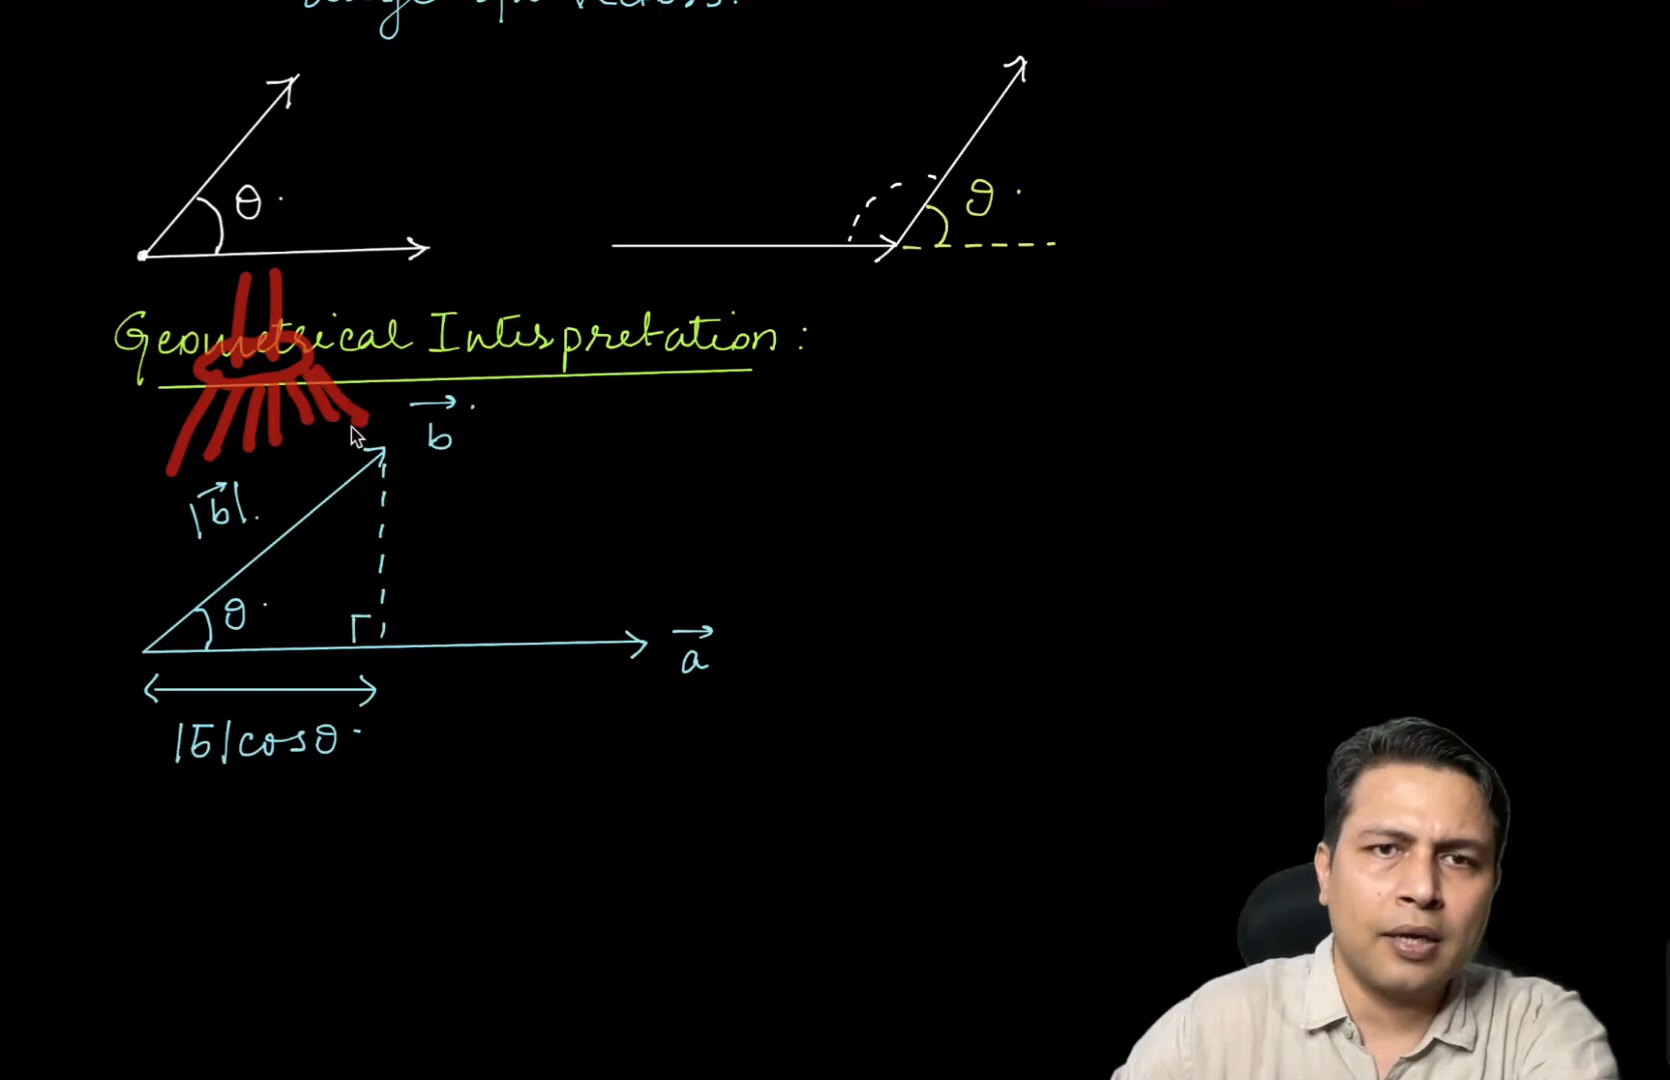 θ
θ
Geometrical Interpretation :
b
|b|
θ
a
|b| cosθ